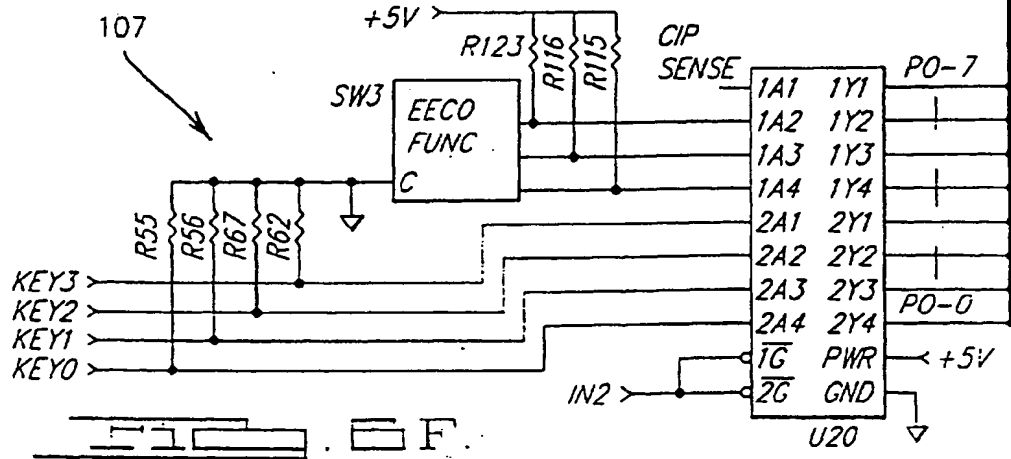 107
+5V
R123
R116
R115
CIP
SENSE
SW3
EECO
FUNC
C
R55
R56
R67
R62
KEY3
KEY2
KEY1
KEY0
1A1 1Y1
1A2 1Y2
1A3 1Y3
1A4 1Y4
2A1 2Y1
2A2 2Y2
2A3 2Y3
2A4 2Y4
1G PWR
2G GND
P0-7
P0-0
+5V
IN2
U20
Fig. 6F.